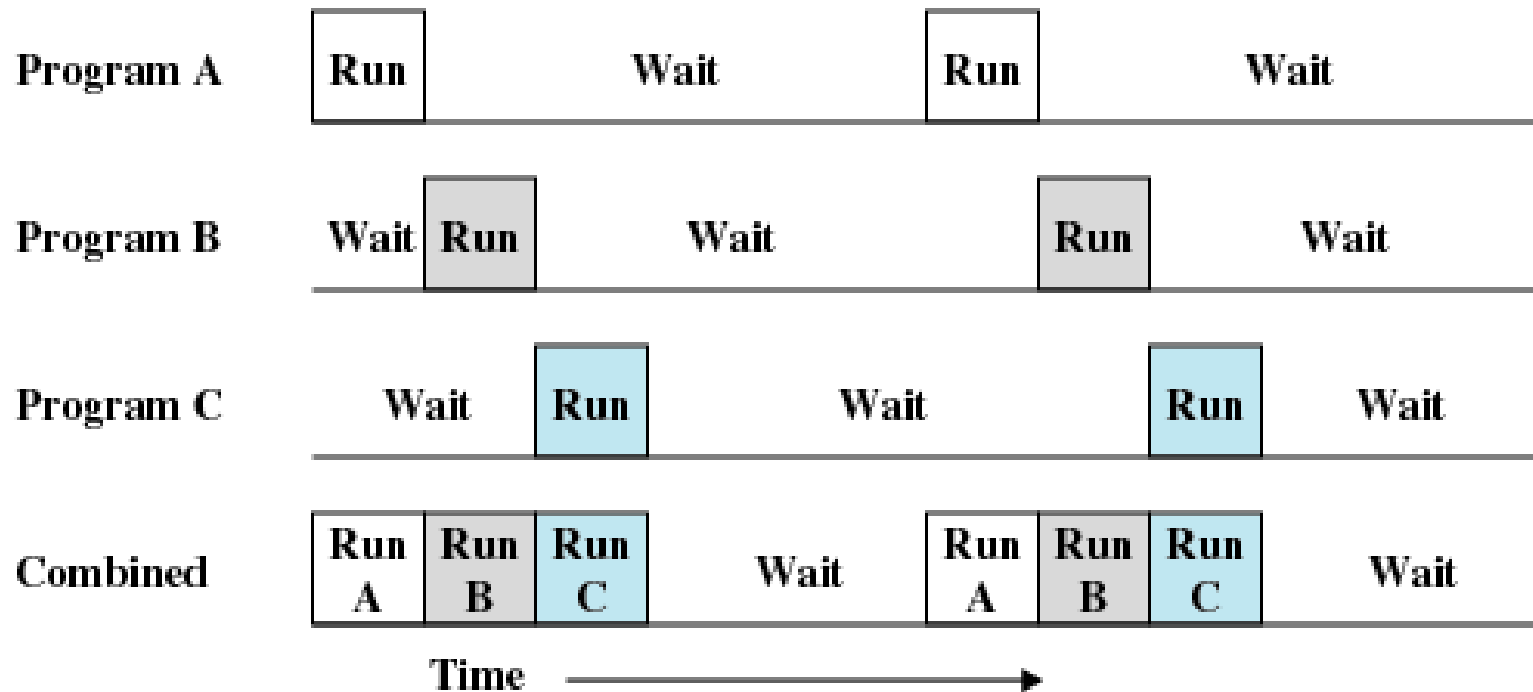 Program A Run Wait Run Wait
Program B Wait Run Wait Run Wait
Program C Wait Run Wait Run Wait
Combined Run A Run B Run C Wait Run A Run B Run C Wait
Time